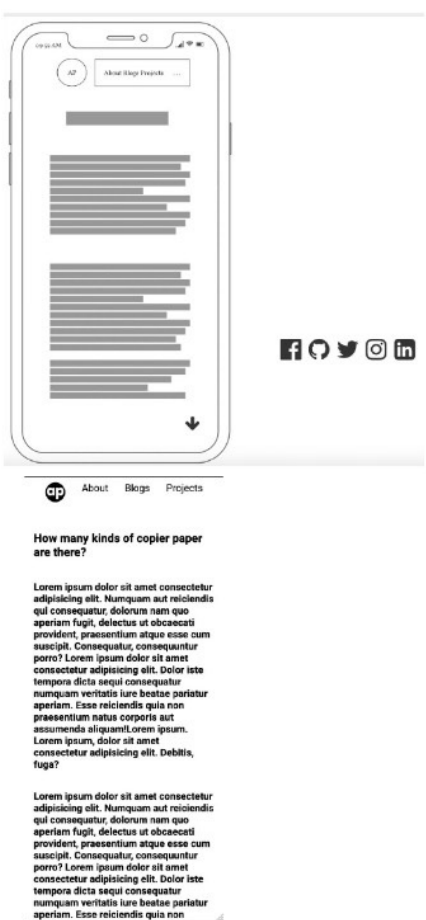 09:41 AM
AP
About Blogs Projects ...
ap
About Blogs Projects
How many kinds of copier paper
are there?
Lorem ipsum dolor sit amet consectetur
adipisicing elit. Numquam aut reiciendis
qui consequatur, dolorum nam quo
aperiam fugit, delectus ut obcaecati
provident, praesentium atque esse cum
suscipit. Consequatur, consequuntur
porro? Lorem ipsum dolor sit amet
consectetur adipisicing elit. Dolor iste
tempora dicta sequi consequatur
numquam veritatis iure beatae pariatur
aperiam. Esse reiciendis quia non
praesentium natus corporis aut
assumenda aliquam!Lorem ipsum.
Lorem ipsum, dolor sit amet
consectetur adipisicing elit. Debitis,
fuga?
Lorem ipsum dolor sit amet consectetur
adipisicing elit. Numquam aut reiciendis
qui consequatur, dolorum nam quo
aperiam fugit, delectus ut obcaecati
provident, praesentium atque esse cum
suscipit. Consequatur, consequuntur
porro? Lorem ipsum dolor sit amet
consectetur adipisicing elit. Dolor iste
tempora dicta sequi consequatur
numquam veritatis iure beatae pariatur
aperiam. Esse reiciendis quia non